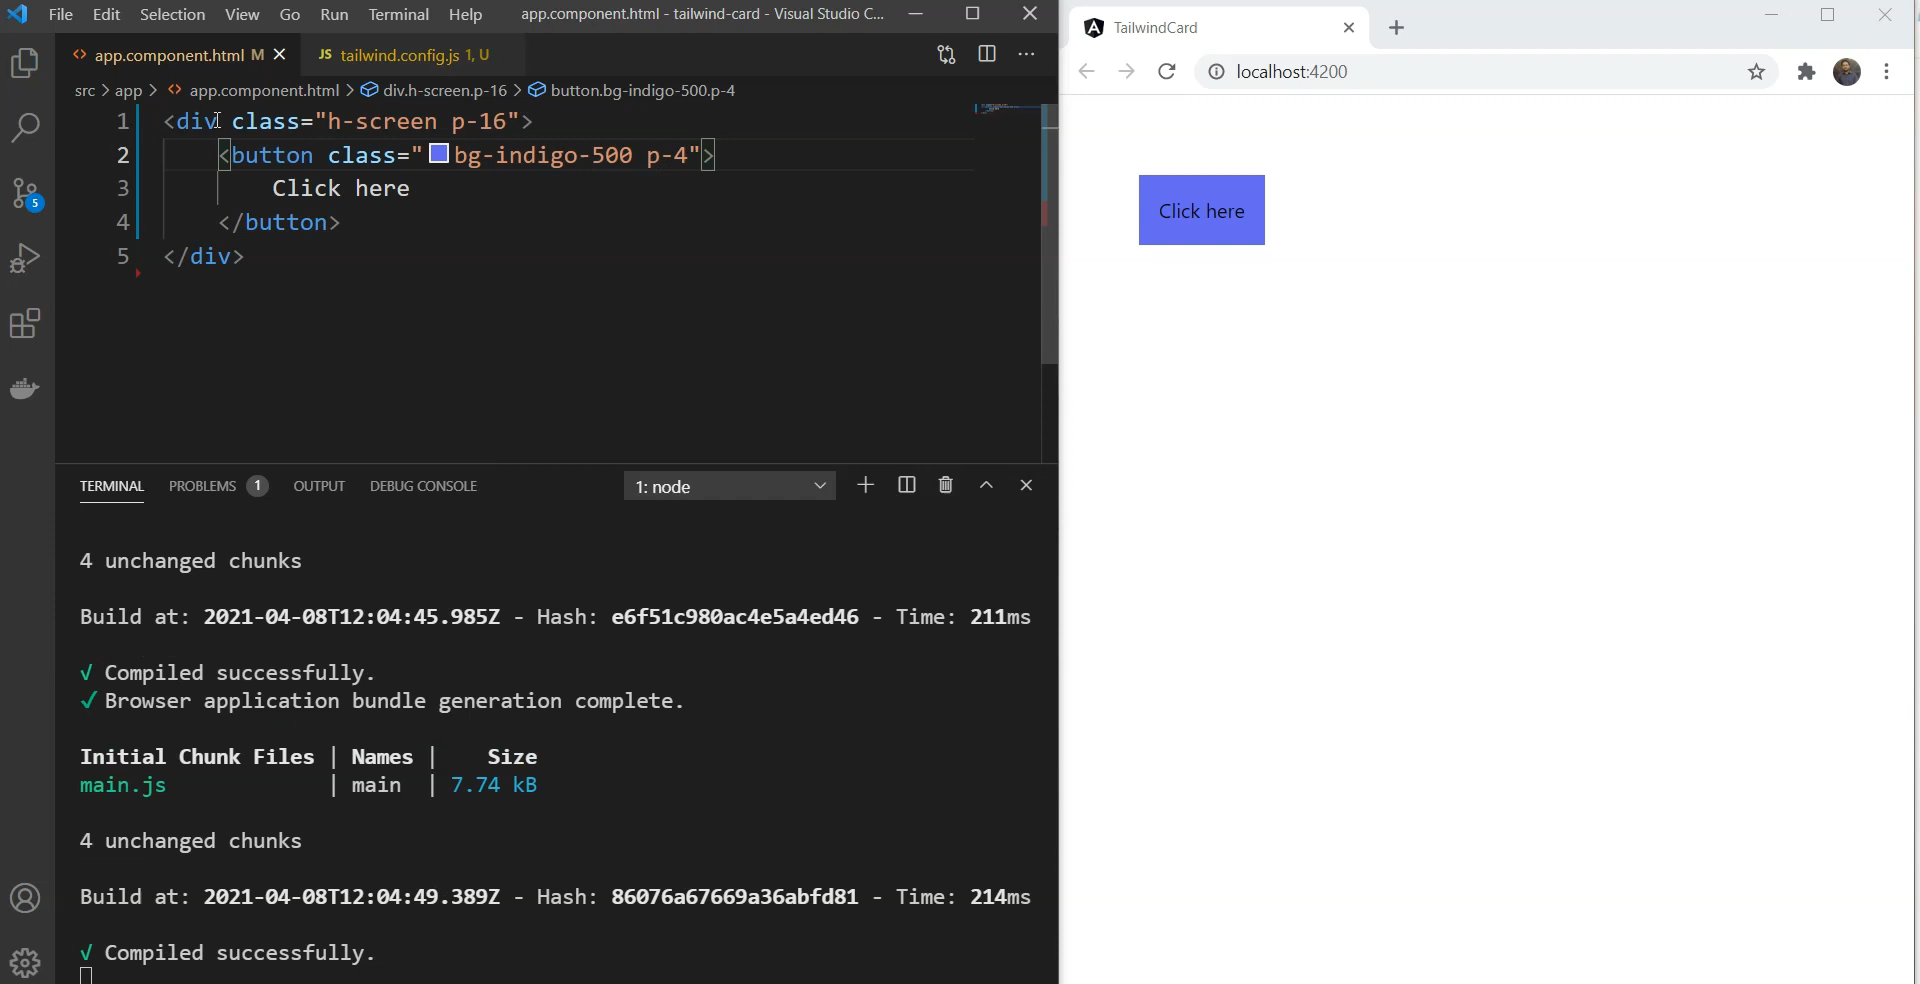 File Edit Selection View Go Run Terminal Help app.component.html - tailwind-card - Visual Studio C...
app.component.html M
JS tailwind.config.js 1, U
src > app > app.component.html > div.h-screen.p-16 > button.bg-indigo-500.p-4
1 <div class="h-screen p-16">
2 <button class="bg-indigo-500 p-4">
3 Click here
4 </button>
5 </div>
5
TERMINAL PROBLEMS 1 OUTPUT DEBUG CONSOLE 1: node
4 unchanged chunks
Build at: 2021-04-08T12:04:45.985Z - Hash: e6f51c980ac4e5a4ed46 - Time: 211ms
√ Compiled successfully.
✓ Browser application bundle generation complete.
Initial Chunk Files | Names | Size
main.js | main | 7.74 kB
4 unchanged chunks
Build at: 2021-04-08T12:04:49.389Z - Hash: 86076a67669a36abfd81 - Time: 214ms
√ Compiled successfully.
TailwindCard
localhost:4200
Click here